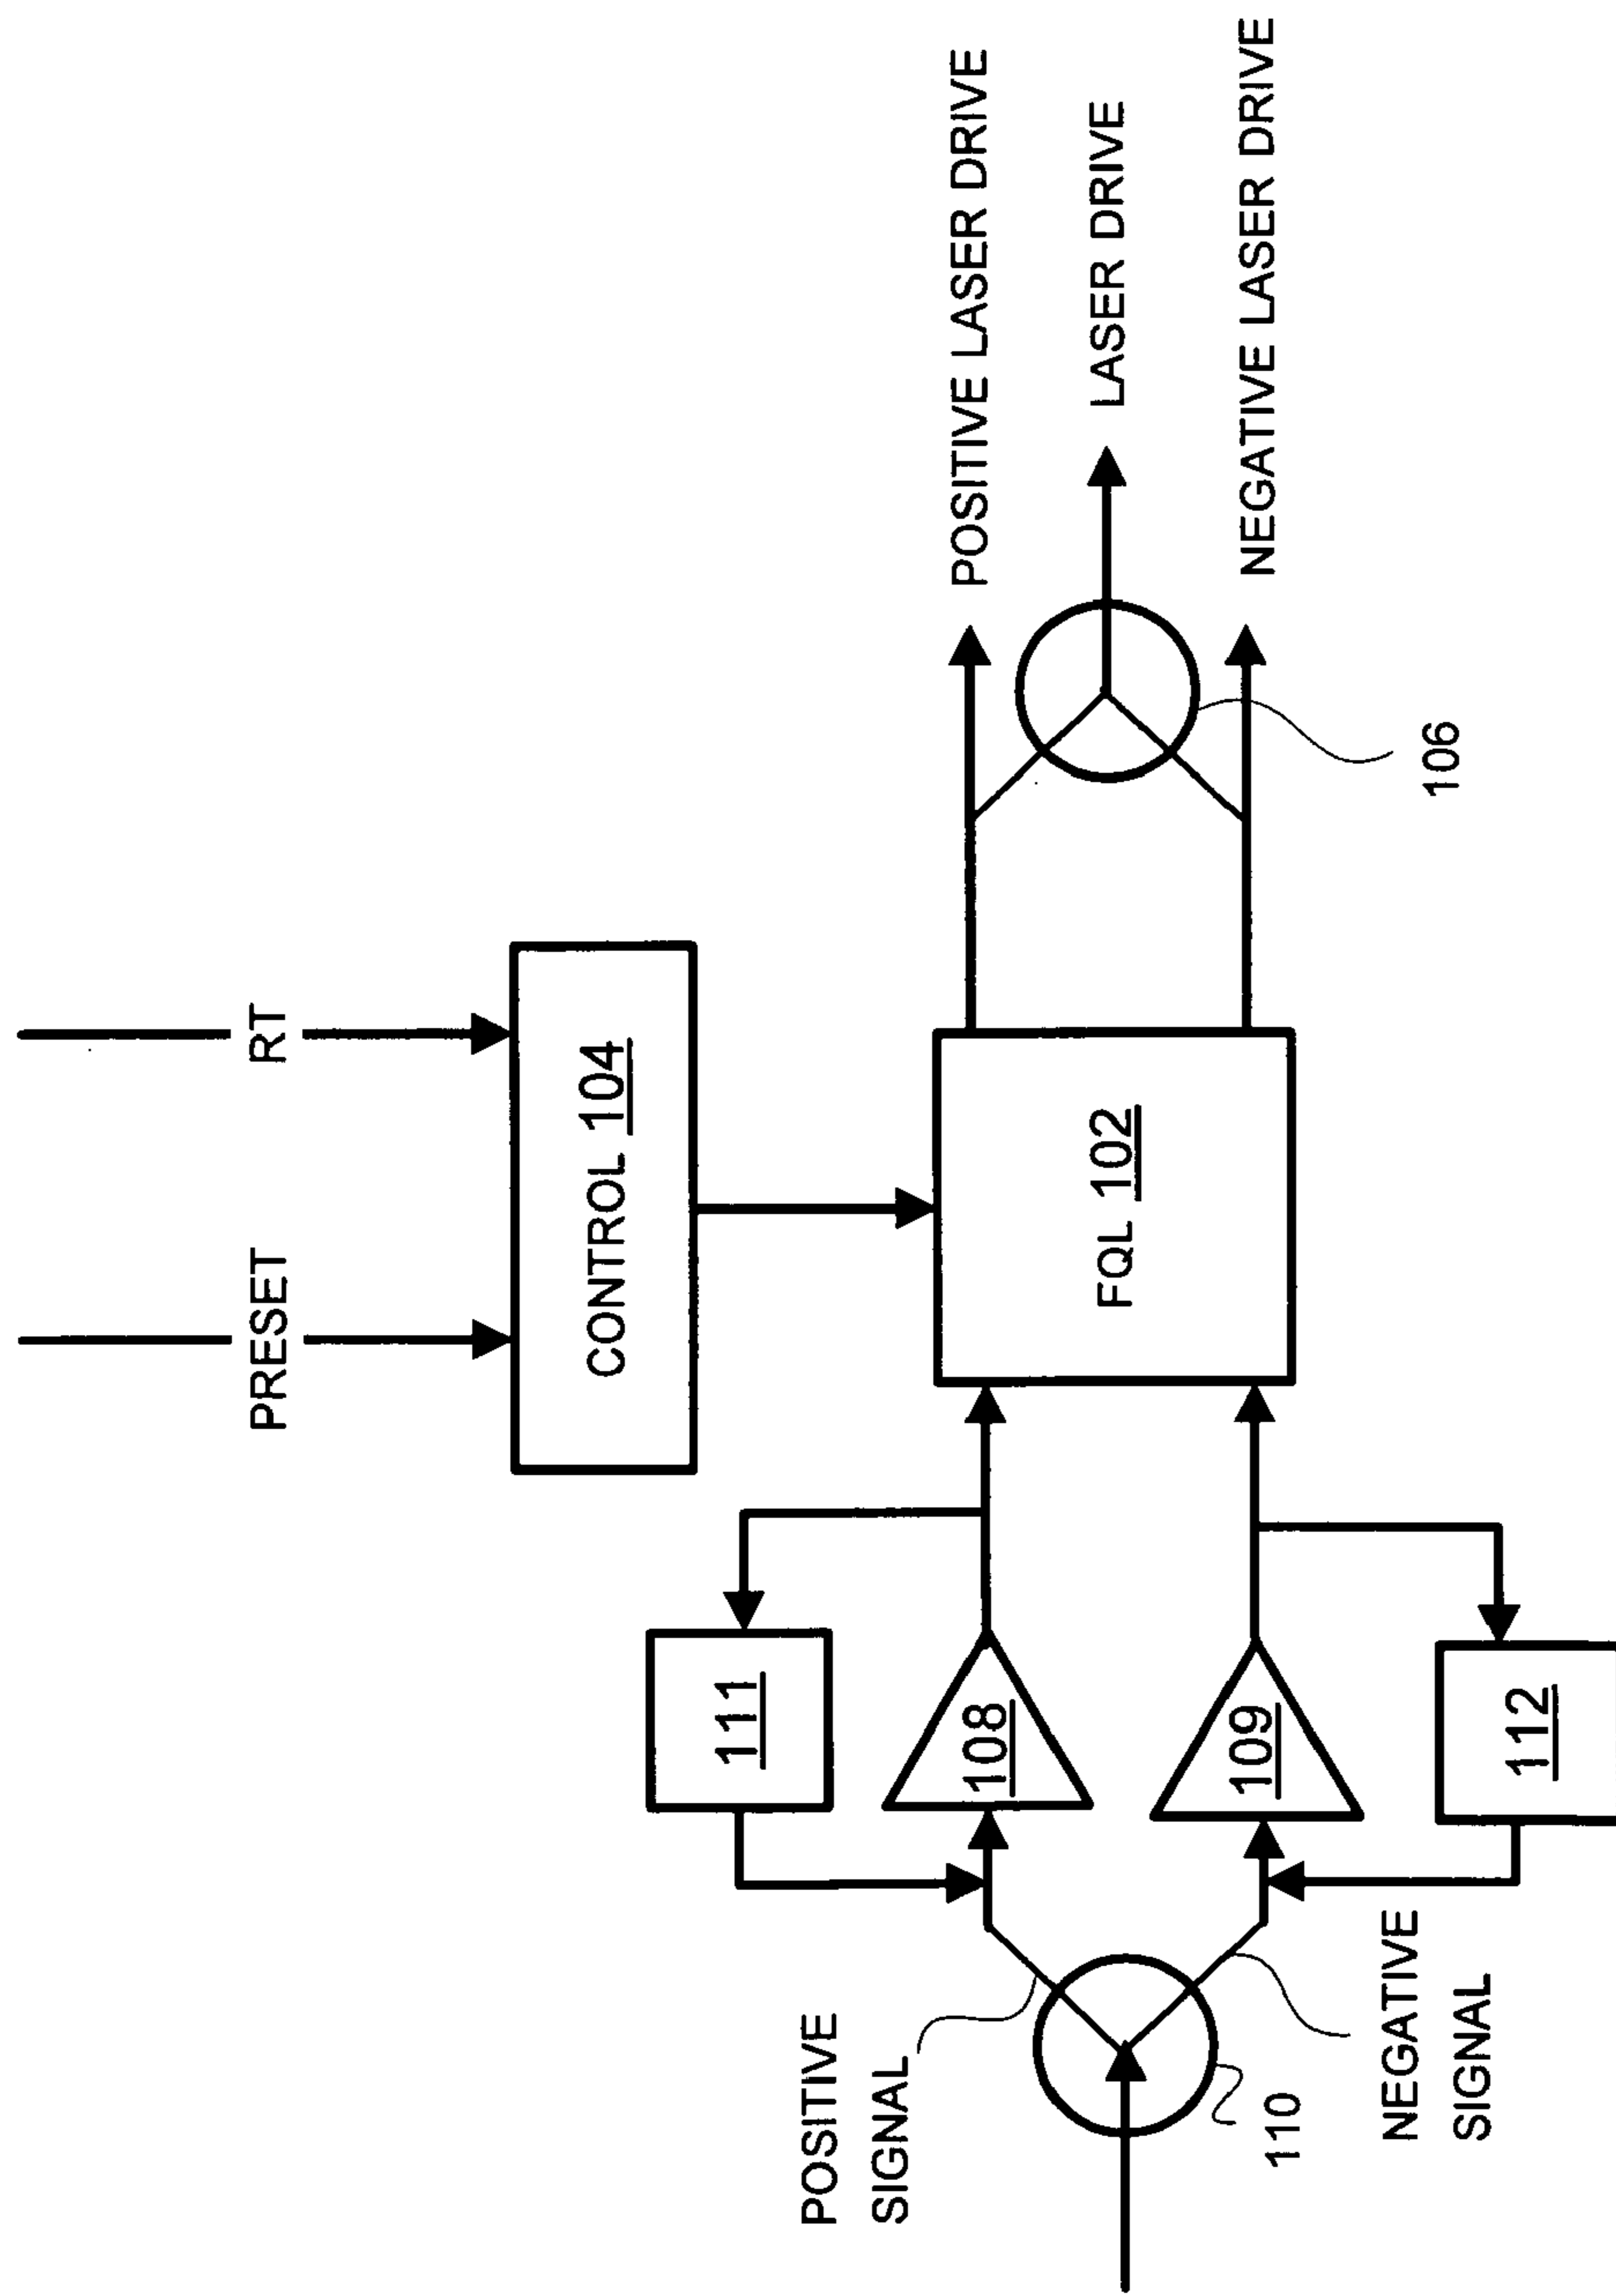 PRESET
RT
CONTROL 104
111
POSITIVE
SIGNAL
108
FQL 102
POSITIVE LASER DRIVE
LASER DRIVE
NEGATIVE LASER DRIVE
109
110
106
NEGATIVE
SIGNAL
112